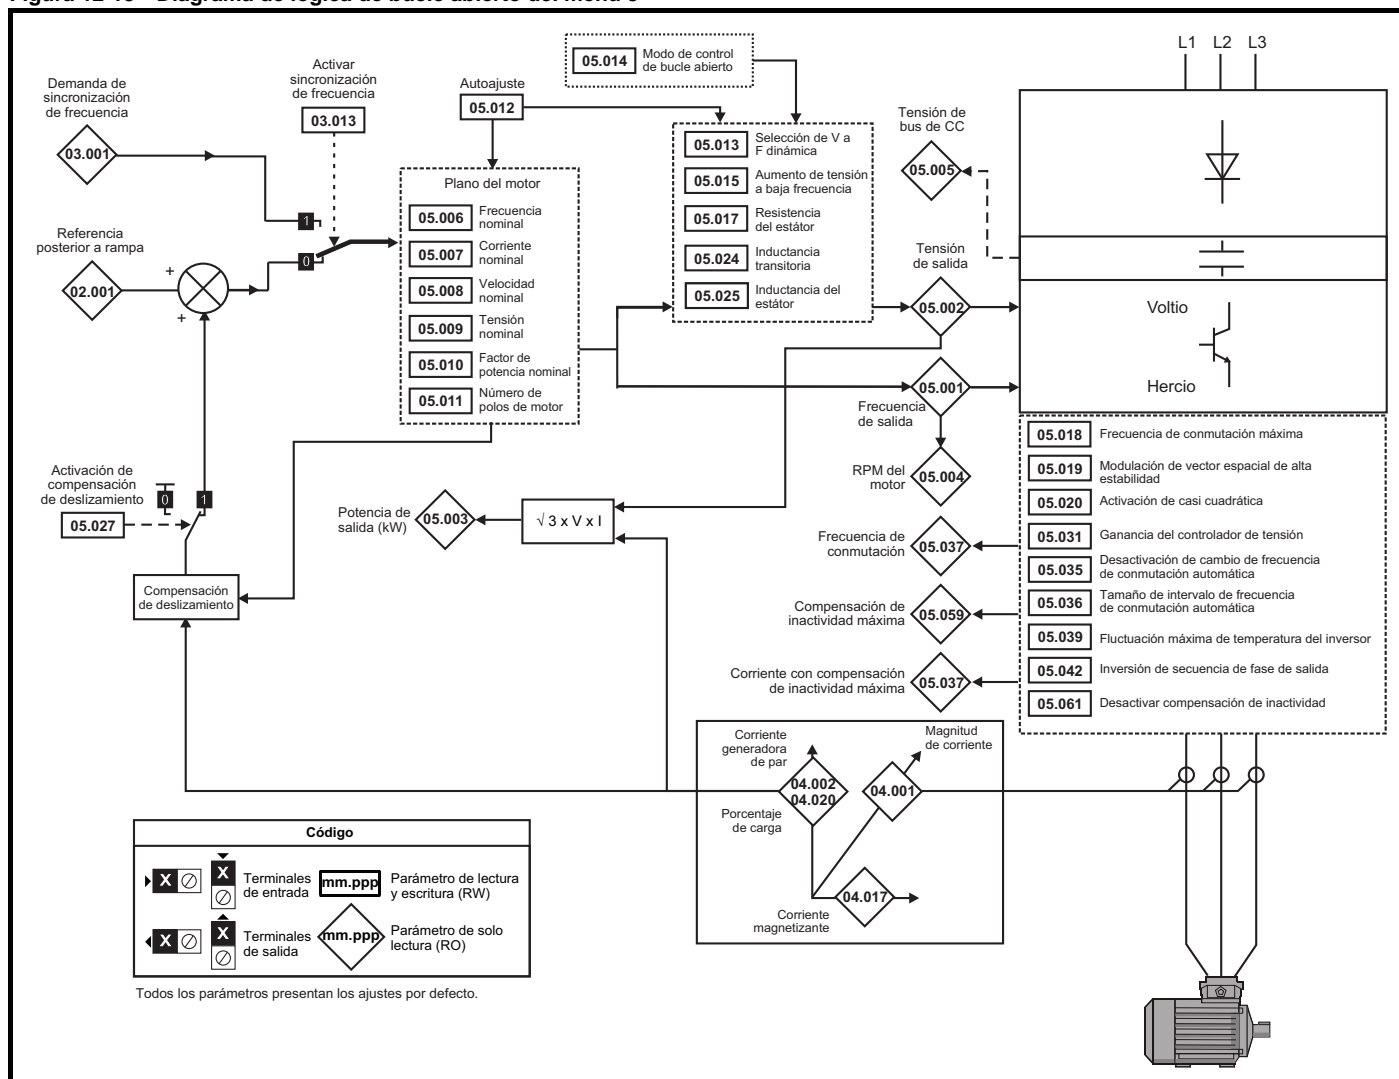 Figura 12-18 Diagrama de lógica de bucle abierto del menú 5
Demanda de
sincronización
de frecuencia
03.001
Activar
sincronización
de frecuencia
03.013
Referencia
posterior a rampa
02.001
+
+
1
0
Autoajuste
05.012
05.014
Modo de control
de bucle abierto
Plano del motor
05.006
Frecuencia
nominal
05.007
Corriente
nominal
05.008
Velocidad
nominal
05.009
Tensión
nominal
05.010
Factor de
potencia nominal
05.011
Número de
polos de motor
05.013
Selección de V a
F dinámica
05.015
Aumento de tensión
a baja frecuencia
05.017
Resistencia
del estátor
05.024
Inductancia
transitoria
05.025
Inductancia del
estátor
Tensión de
bus de CC
05.005
Tensión
de salida
05.002
05.001
Frecuencia
de salida
RPM del
motor
05.004
L1 L2 L3
Voltio
Hercio
05.018
Frecuencia de conmutación máxima
05.019
Modulación de vector espacial de alta
estabilidad
05.020
Activación de casi cuadrática
05.031
Ganancia del controlador de tensión
05.035
Desactivación de cambio de frecuencia
de conmutación automática
05.036
Tamaño de intervalo de frecuencia
de conmutación automática
05.039
Fluctuación máxima de temperatura del inversor
05.042
Inversión de secuencia de fase de salida
05.061
Desactivar compensación de inactividad
Frecuencia de
conmutación
05.037
Compensación de
inactividad máxima
05.059
Corriente con compensación
de inactividad máxima
05.037
Activación de
compensación
de deslizamiento
05.027
0
1
Compensación
de deslizamiento
Potencia de
salida (kW)
05.003
√ 3 x V x I
Corriente
generadora
de par
04.002
04.020
Porcentaje
de carga
Magnitud
de corriente
04.001
04.017
Corriente
magnetizante
Código
X
X
Terminales
de entrada
mm.ppp
Parámetro de lectura
y escritura (RW)
X
X
Terminales
de salida
mm.ppp
Parámetro de solo
lectura (RO)
Todos los parámetros presentan los ajustes por defecto.